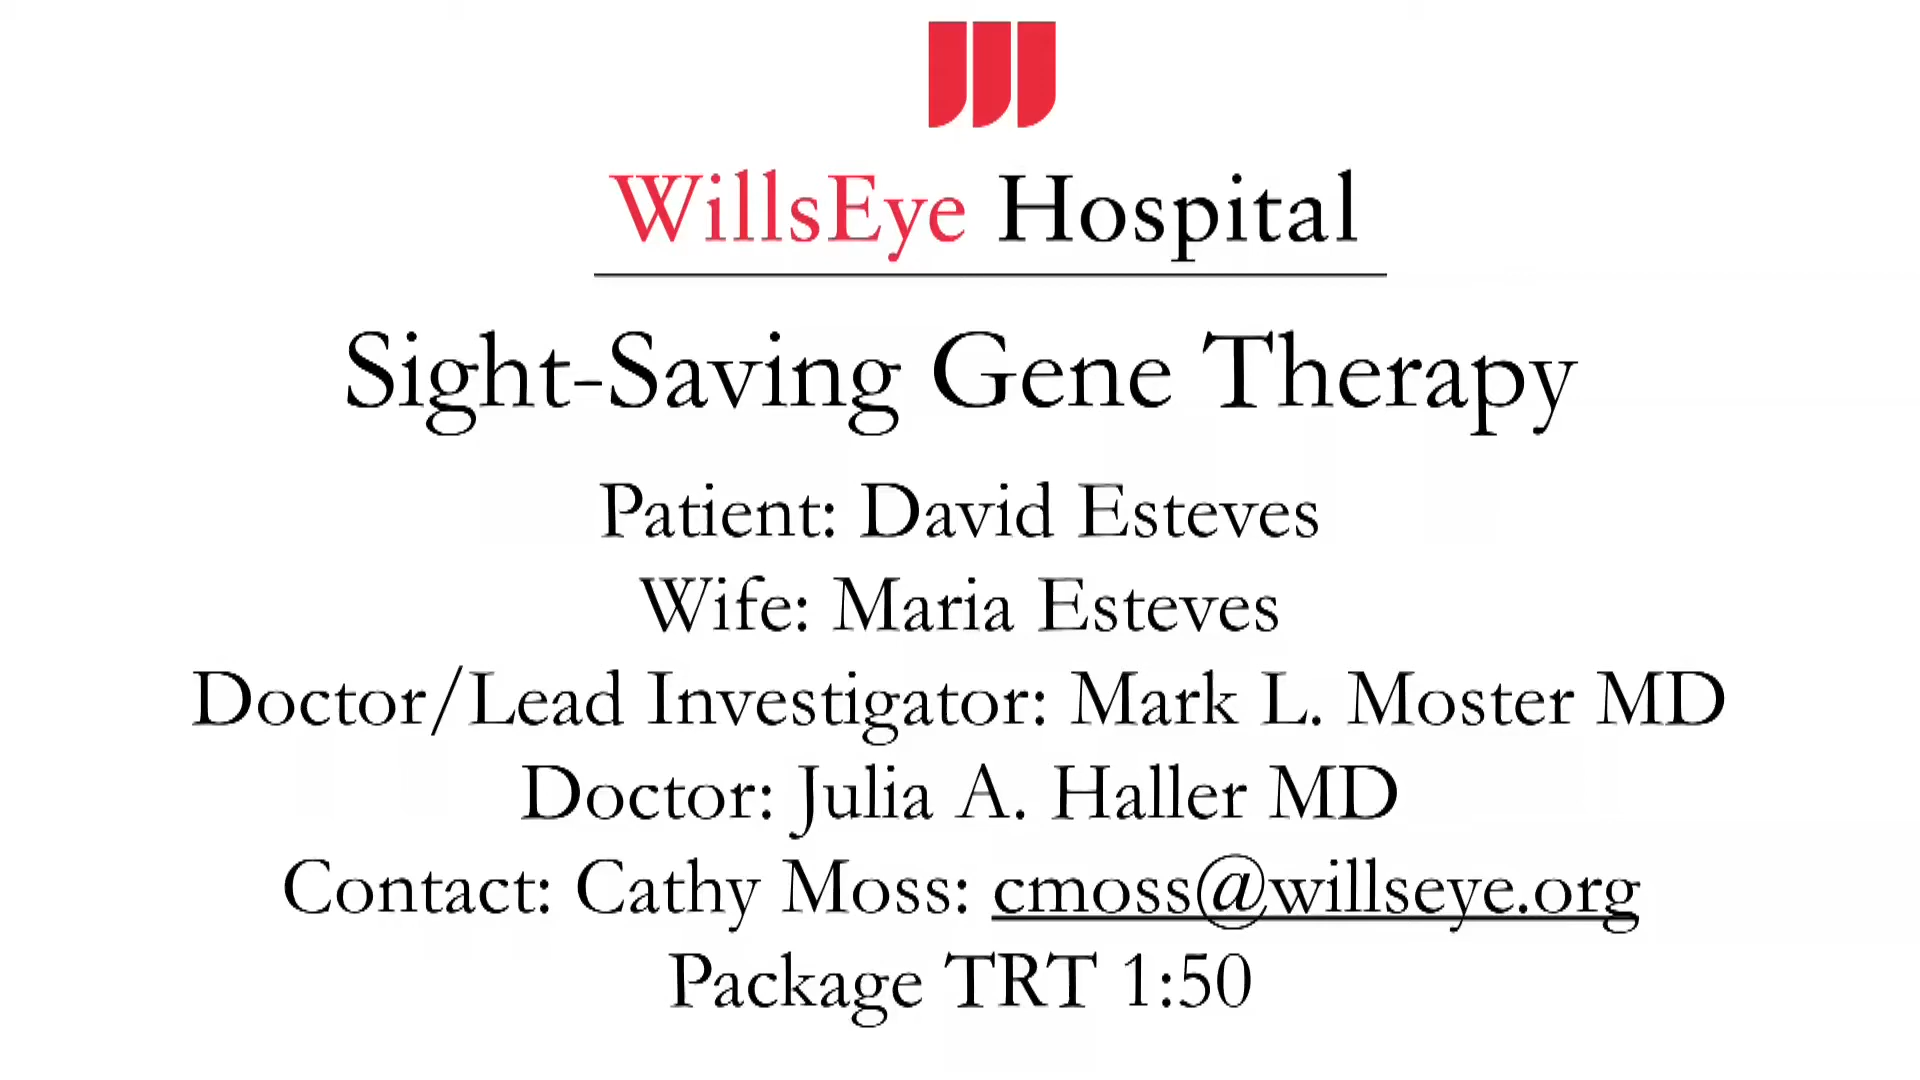 WillsEye Hospital
Sight-Saving Gene Therapy
Patient: David Esteves
Wife: Maria Esteves
Doctor/Lead Investigator: Mark L. Moster MD
Doctor: Julia A. Haller MD
Contact: Cathy Moss: cmoss@willseye.org
Package TRT 1:50